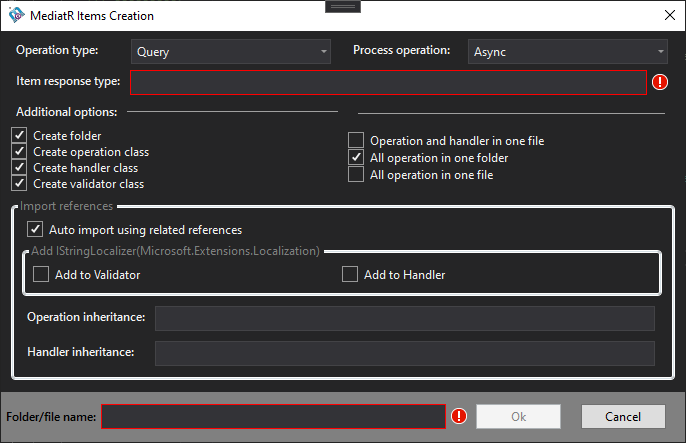 MediatR Items Creation
Operation type: Query Process operation: Async
Item response type:
Additional options:
Create folder
Create operation class
Create handler class
Create validator class
Operation and handler in one file
All operation in one folder
All operation in one file
Import references
Auto import using related references
Add IStringLocalizer(Microsoft.Extensions.Localization)
Add to Validator Add to Handler
Operation inheritance:
Handler inheritance:
Folder/file name: Ok Cancel